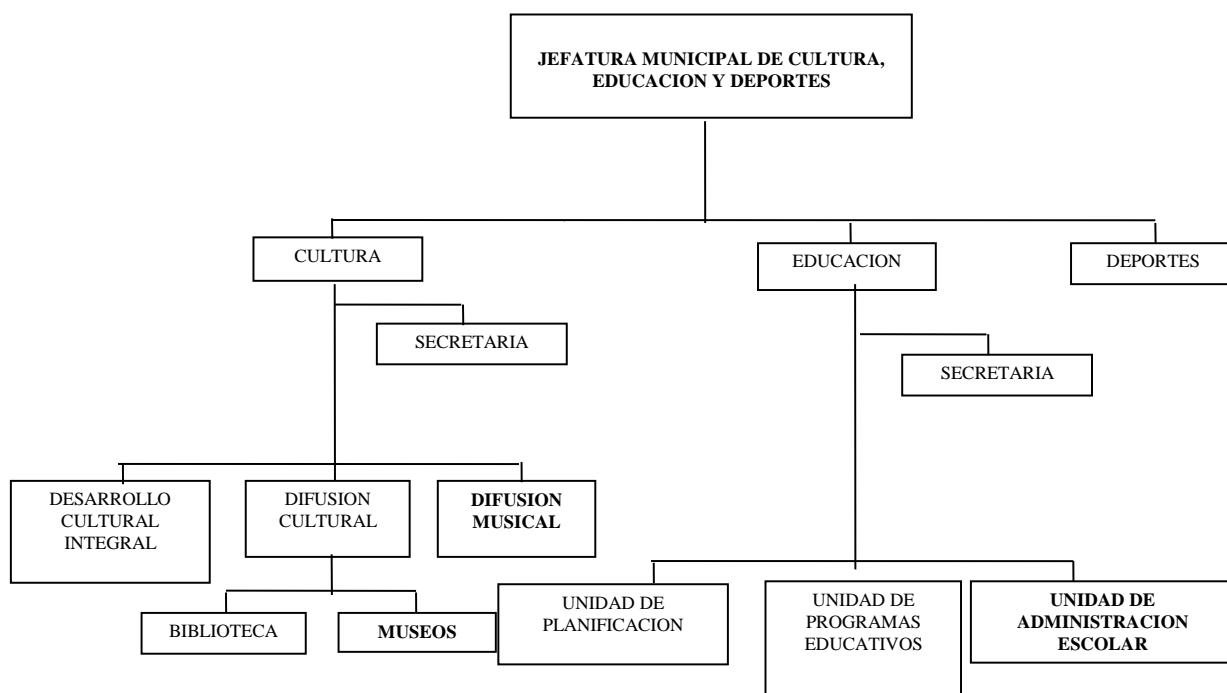 JEFATURA MUNICIPAL DE CULTURA,
EDUCACION Y DEPORTES
CULTURA
EDUCACION
DEPORTES
SECRETARIA
SECRETARIA
DESARROLLO
CULTURAL
INTEGRAL
DIFUSION
CULTURAL
DIFUSION
MUSICAL
BIBLIOTECA
MUSEOS
UNIDAD DE
PLANIFICACION
UNIDAD DE
PROGRAMAS
EDUCATIVOS
UNIDAD DE
ADMINISTRACION
ESCOLAR